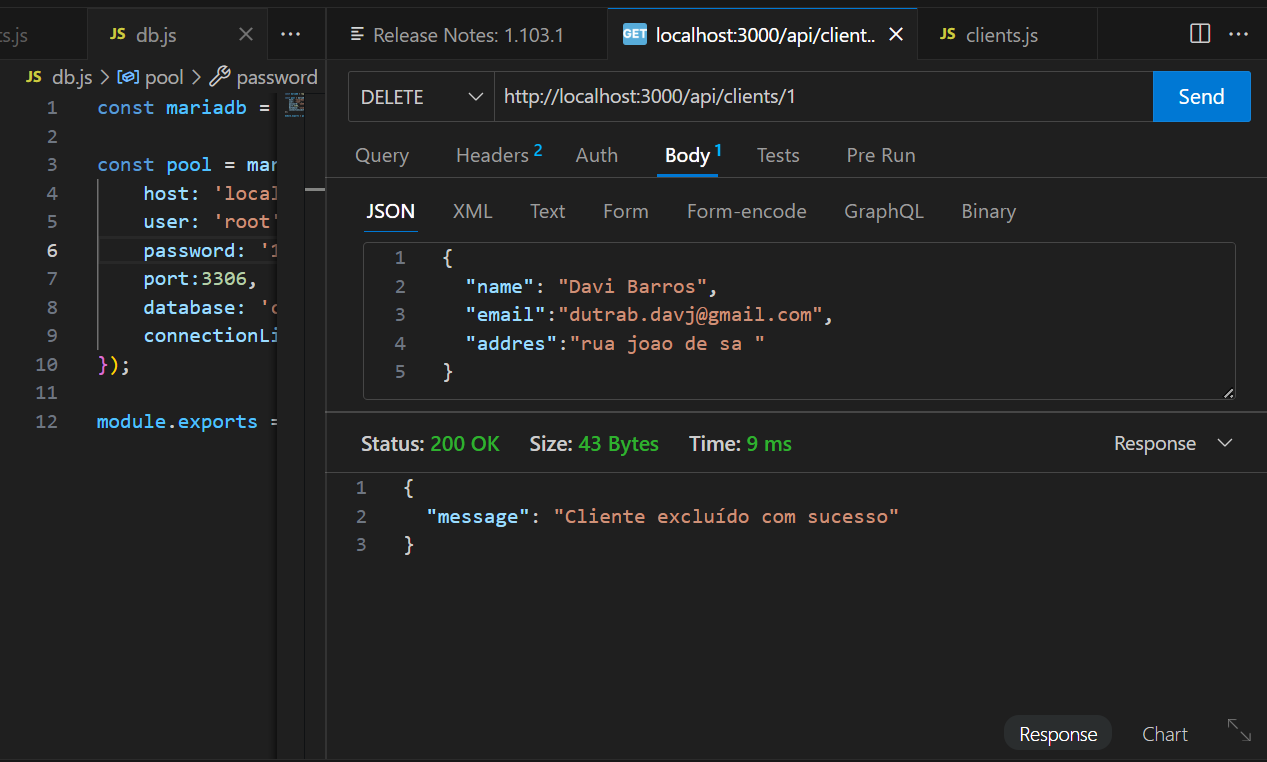 ts.js
JS db.js
Release Notes: 1.103.1
GET localhost:3000/api/client..
JS clients.js
JS db.js > pool > password
1 const mariadb =
2
3 const pool = mar
4 host: 'local
5 user: 'root'
6 password: '1
7 port:3306,
8 database: 'c
9 connectionLi
10 });
11
12 module.exports =
DELETE http://localhost:3000/api/clients/1 Send
Query Headers 2 Auth Body 1 Tests Pre Run
JSON XML Text Form Form-encode GraphQL Binary
1 {
2 "name": "Davi Barros",
3 "email":"dutrab.davj@gmail.com",
4 "addres":"rua joao de sa "
5 }
Status: 200 OK Size: 43 Bytes Time: 9 ms Response
1 {
2 "message": "Cliente excluído com sucesso"
3 }
Response Chart